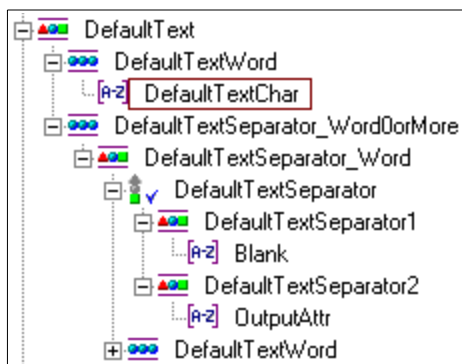 DefaultText
DefaultTextWord
[A-Z] DefaultTextChar
DefaultTextSeparator_Word0orMore
DefaultTextSeparator_Word
DefaultTextSeparator
DefaultTextSeparator1
[A-Z] Blank
DefaultTextSeparator2
[A-Z] OutputAttr
DefaultTextWord